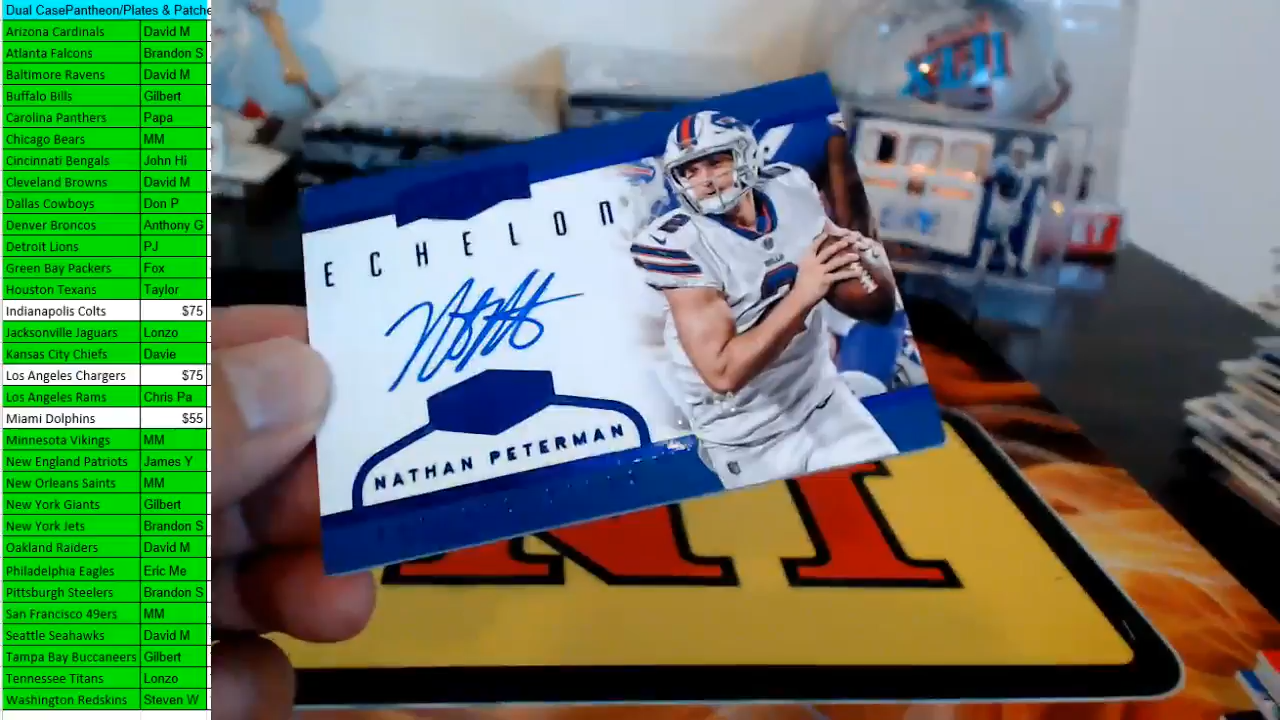 Dual CasePantheon/Plates & Patche
Arizona Cardinals David M
Atlanta Falcons Brandon S
Baltimore Ravens David M
Buffalo Bills Gilbert
Carolina Panthers Papa
Chicago Bears MM
Cincinnati Bengals John Hi
Cleveland Browns David M
Dallas Cowboys Don P
Denver Broncos Anthony G
Detroit Lions PJ
Green Bay Packers Fox
Houston Texans Taylor
Indianapolis Colts $75
Jacksonville Jaguars Lonzo
Kansas City Chiefs Davie
Los Angeles Chargers $75
Los Angeles Rams Chris Pa
Miami Dolphins $55
Minnesota Vikings MM
New England Patriots James Y
New Orleans Saints MM
New York Giants Gilbert
New York Jets Brandon S
Oakland Raiders David M
Philadelphia Eagles Eric Me
Pittsburgh Steelers Brandon S
San Francisco 49ers MM
Seattle Seahawks David M
Tampa Bay Buccaneers Gilbert
Tennessee Titans Lonzo
Washington Redskins Steven W
XLII
ECHELON
NATHAN PETERMAN
NI